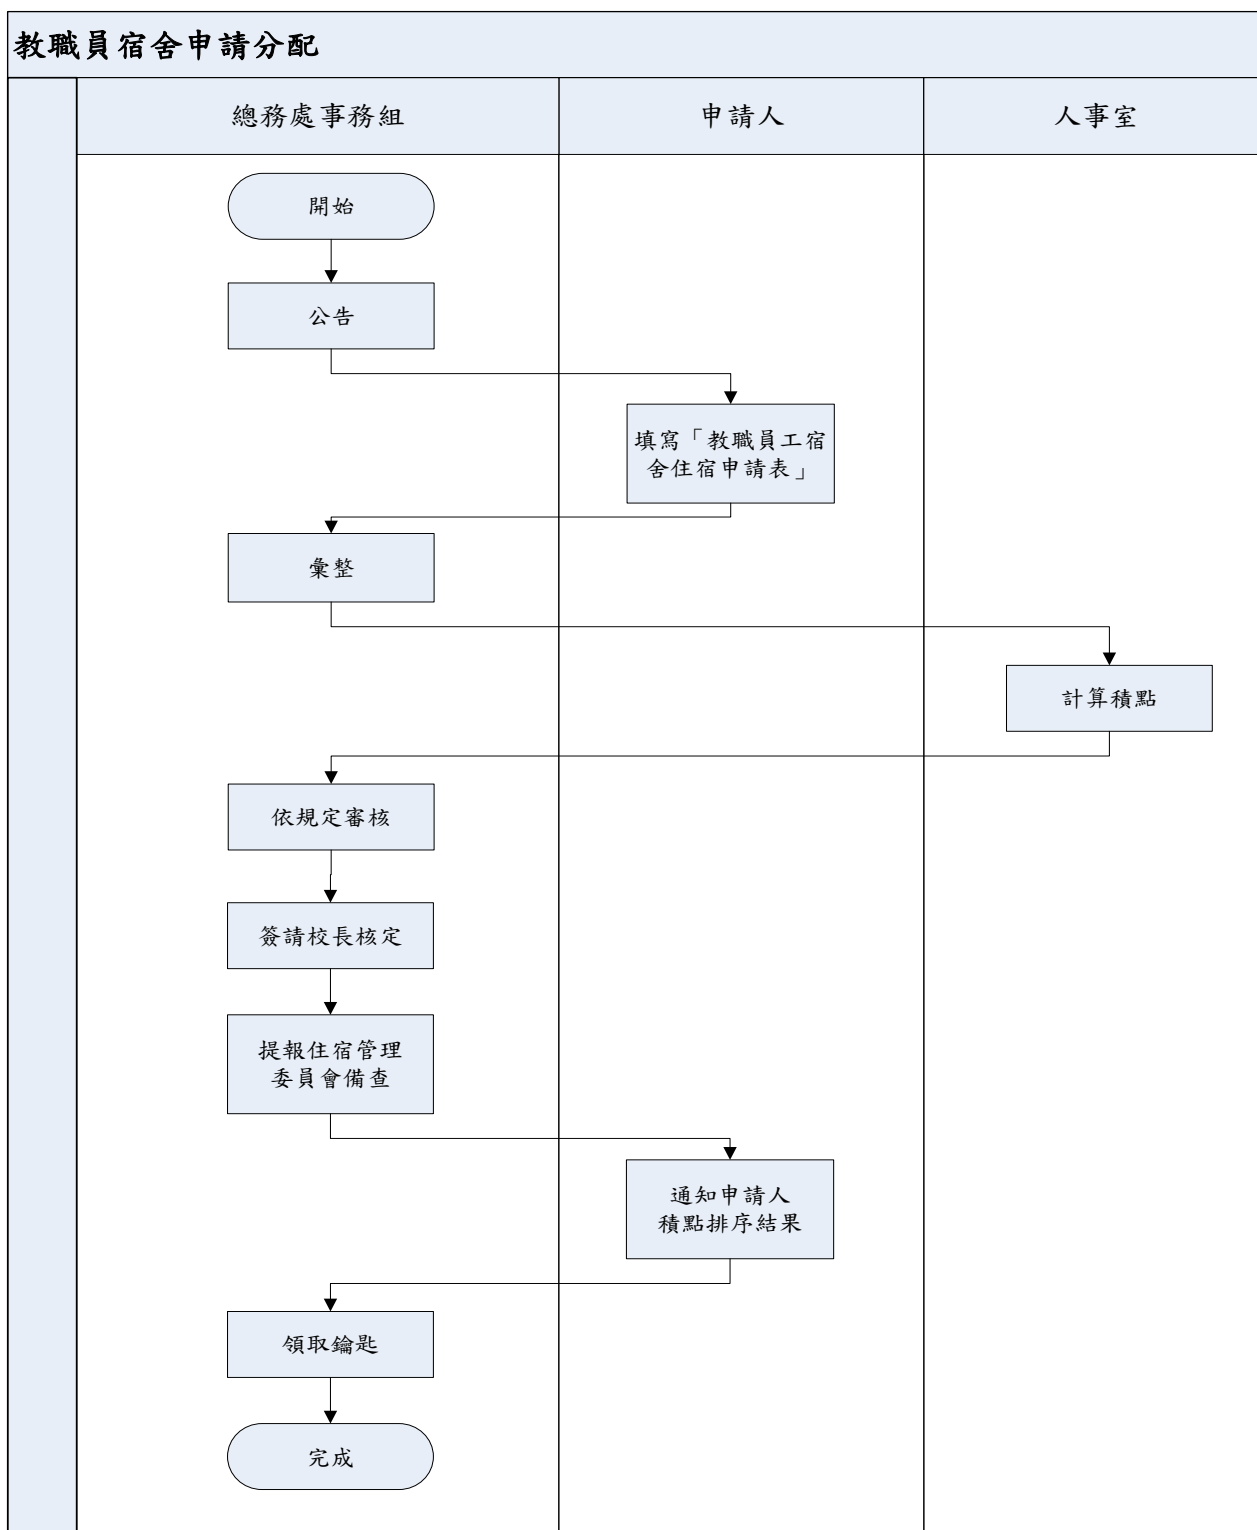 教職員宿舍申請分配
總務處事務組
申請人
人事室
開始
公告
填寫「教職員工宿
舍住宿申請表」
彙整
計算積點
依規定審核
簽請校長核定
提報住宿管理
委員會備查
通知申請人
積點排序結果
領取鑰匙
完成